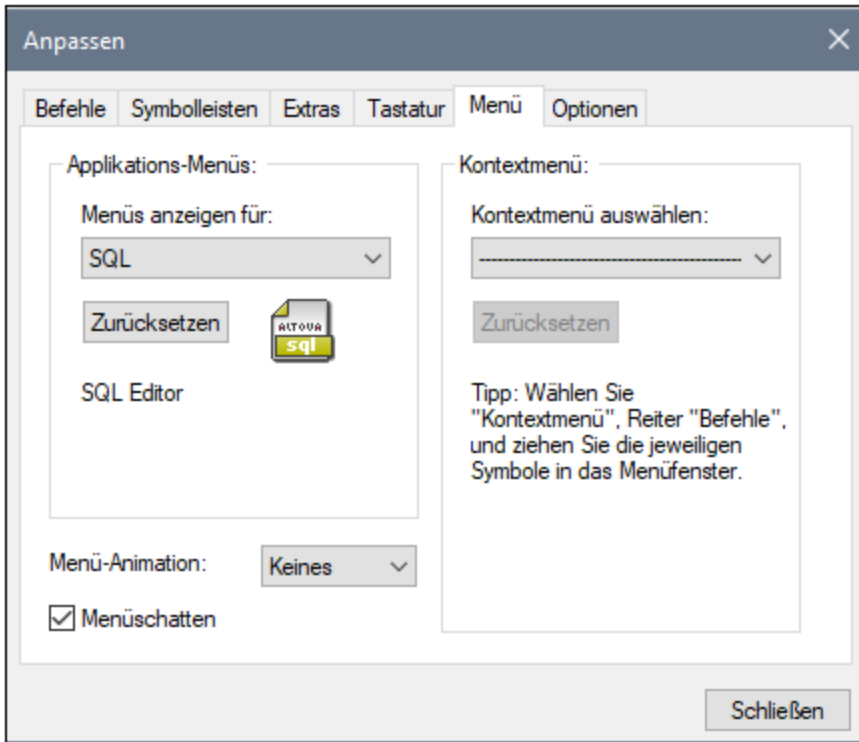 Anpassen
Befehle Symbolleisten Extras Tastatur Menü Optionen
Applikations-Menüs:
Menüs anzeigen für:
SQL
Zurücksetzen
ALTOVA
sql
SQL Editor
Kontextmenü:
Kontextmenü auswählen:
Zurücksetzen
Tipp: Wählen Sie
"Kontextmenü", Reiter "Befehle",
und ziehen Sie die jeweiligen
Symbole in das Menüfenster.
Menü-Animation: Keines
Menüschatten
Schließen